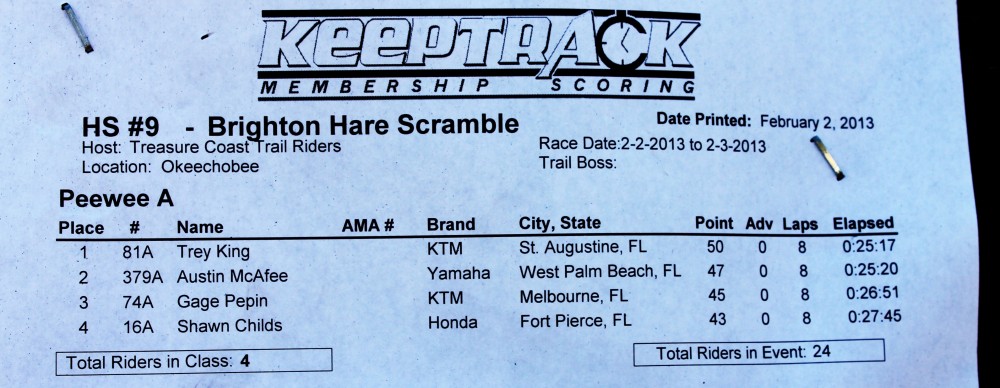 KeepTRACK
MEMBERSHIP SCORING
HS #9 - Brighton Hare Scramble
Date Printed: February 2, 2013
Host: Treasure Coast Trail Riders
Race Date:2-2-2013 to 2-3-2013
Location: Okeechobee
Trail Boss:
Peewee A
Place # Name AMA # Brand City, State Point Adv Laps Elapsed
1 81A Trey King KTM St. Augustine, FL 50 0 8 0:25:17
2 379A Austin McAfee Yamaha West Palm Beach, FL 47 0 8 0:25:20
3 74A Gage Pepin KTM Melbourne, FL 45 0 8 0:26:51
4 16A Shawn Childs Honda Fort Pierce, FL 43 0 8 0:27:45
Total Riders in Class: 4
Total Riders in Event: 24